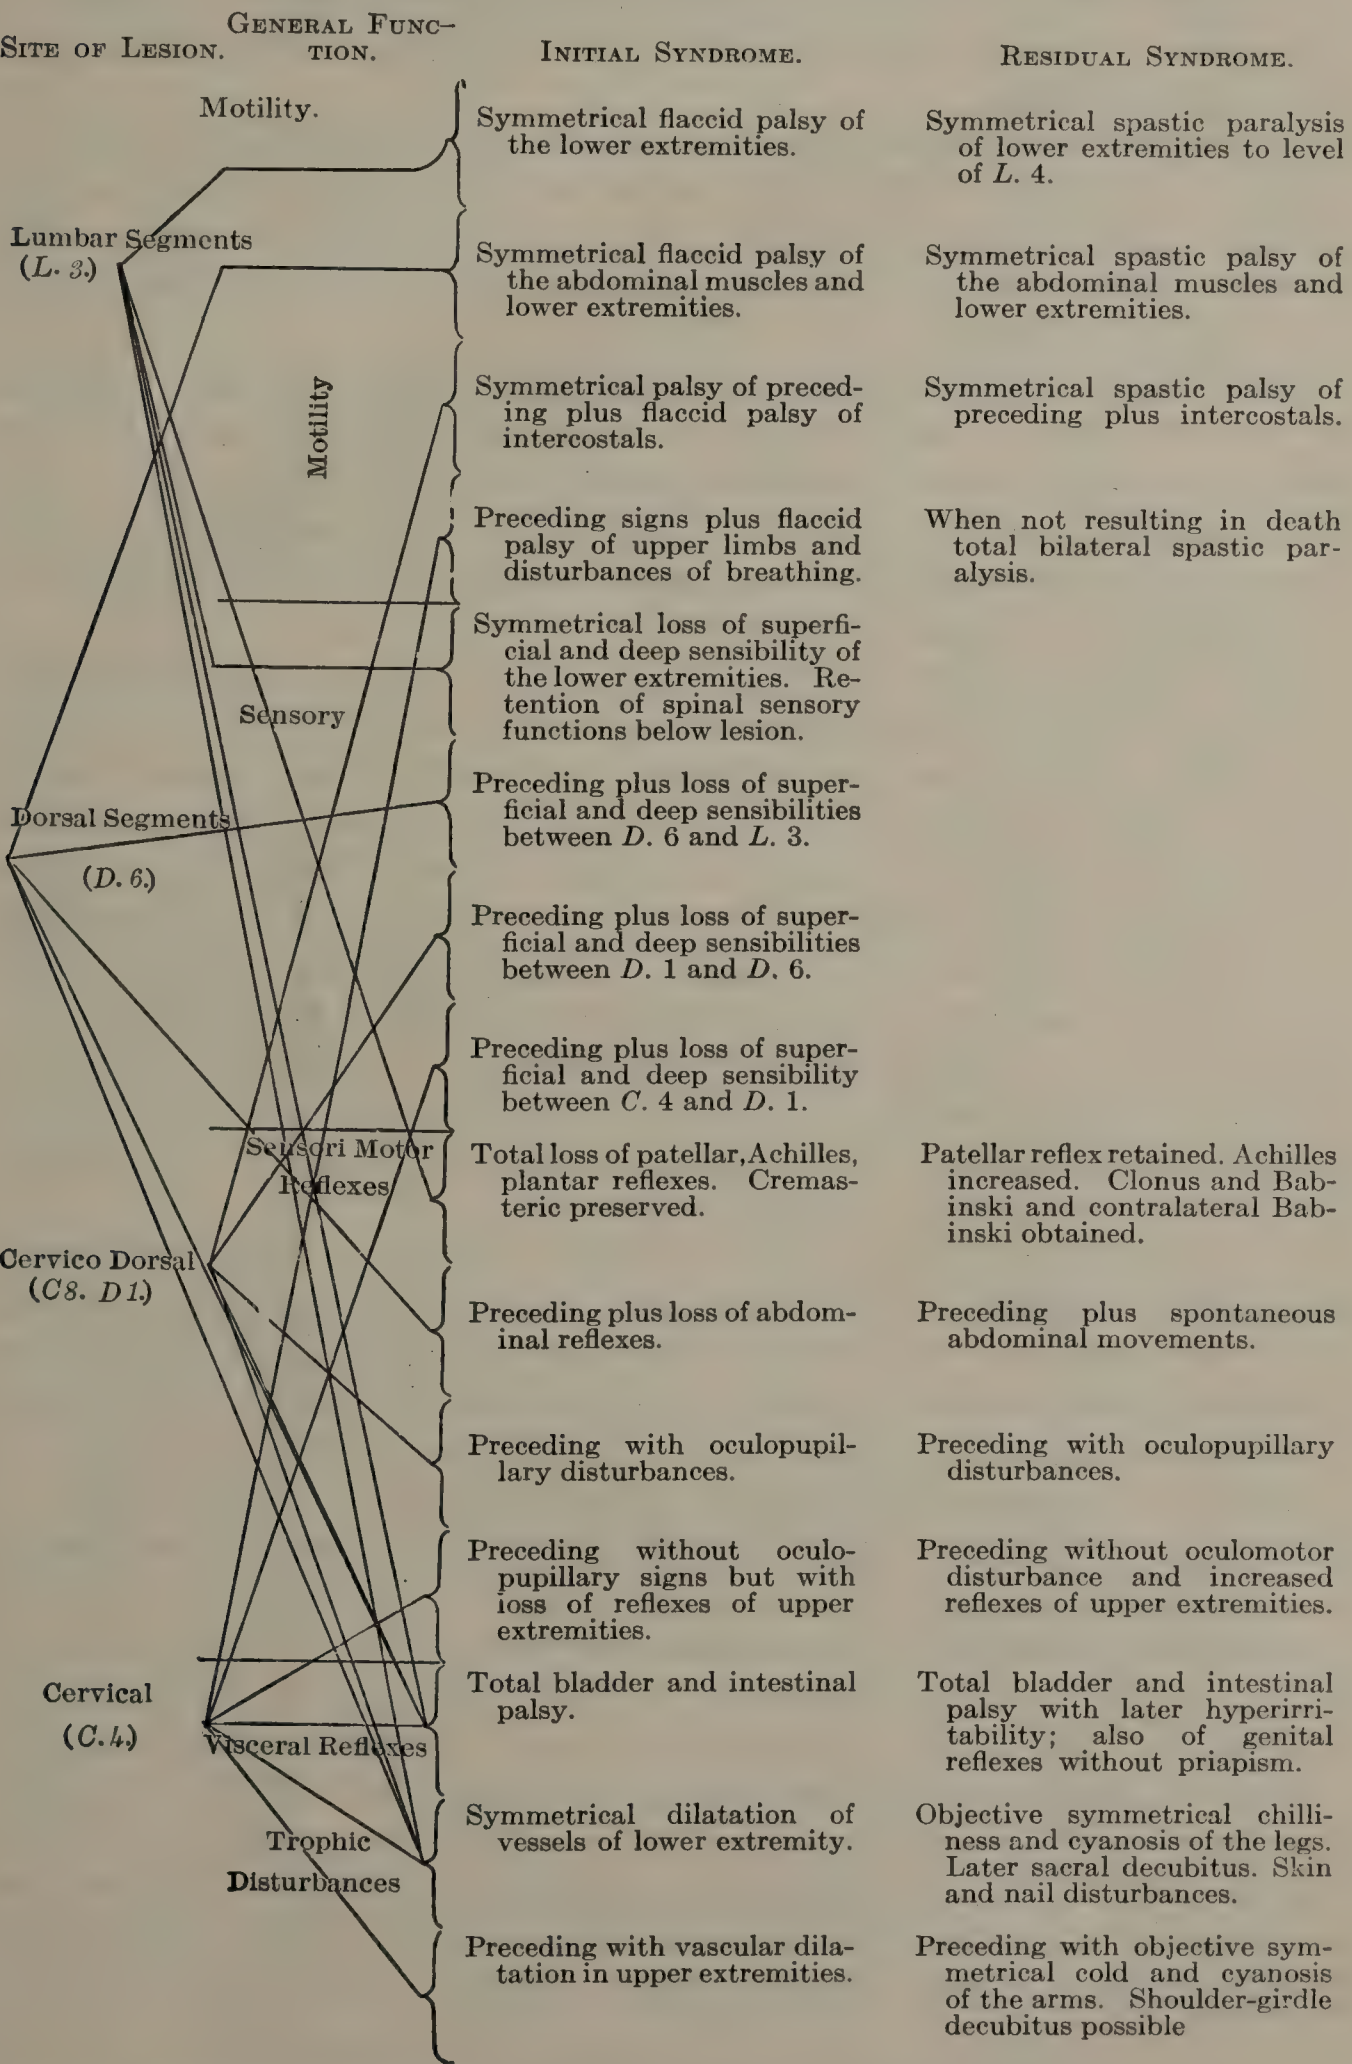 SITE OF LESION.
GENERAL FUNC-
TION.
INITIAL SYNDROME.
RESIDUAL SYNDROME.
Motility.
Symmetrical flaccid palsy of
the lower extremities.
Symmetrical spastic paralysis
of lower extremities to level
of L. 4.
Lumbar Segments
(L. 3.)
Symmetrical flaccid palsy of
the abdominal muscles and
lower extremities.
Symmetrical spastic palsy of
the abdominal muscles and
lower extremities.
Motility
Symmetrical palsy of preced-
ing plus flaccid palsy of
intercostals.
Symmetrical spastic palsy of
preceding plus intercostals.
Preceding signs plus flaccid
palsy of upper limbs and
disturbances of breathing.
When not resulting in death
total bilateral spastic par-
alysis.
Symmetrical loss of superfi-
cial and deep sensibility of
the lower extremities. Re-
tention of spinal sensory
functions below lesion.
Sensory
Dorsal Segments
(D. 6.)
Preceding plus loss of super-
ficial and deep sensibilities
between D. 6 and L. 3.
Preceding plus loss of super-
ficial and deep sensibilities
between D. 1 and D. 6.
Preceding plus loss of super-
ficial and deep sensibility
between C. 4 and D. 1.
Sensori Motor
Reflexes
Total loss of patellar, Achilles,
plantar reflexes. Cremas-
teric preserved.
Patellar reflex retained. Achilles
increased. Clonus and Bab-
inski and contralateral Bab-
inski obtained.
Cervico Dorsal
(C8. D1.)
Preceding plus loss of abdom-
inal reflexes.
Preceding plus spontaneous
abdominal movements.
Preceding with oculopupil-
lary disturbances.
Preceding with oculopupillary
disturbances.
Preceding without oculo-
pupillary signs but with
loss of reflexes of upper
extremities.
Preceding without oculomotor
disturbance and increased
reflexes of upper extremities.
Cervical
(C. 4.)
Visceral Reflexes
Total bladder and intestinal
palsy.
Total bladder and intestinal
palsy with later hyperirri-
tability; also of genital
reflexes without priapism.
Trophic
Disturbances
Symmetrical dilatation of
vessels of lower extremity.
Objective symmetrical chilli-
ness and cyanosis of the legs.
Later sacral decubitus. Skin
and nail disturbances.
Preceding with vascular dila-
tation in upper extremities.
Preceding with objective sym-
metrical cold and cyanosis
of the arms. Shoulder-girdle
decubitus possible